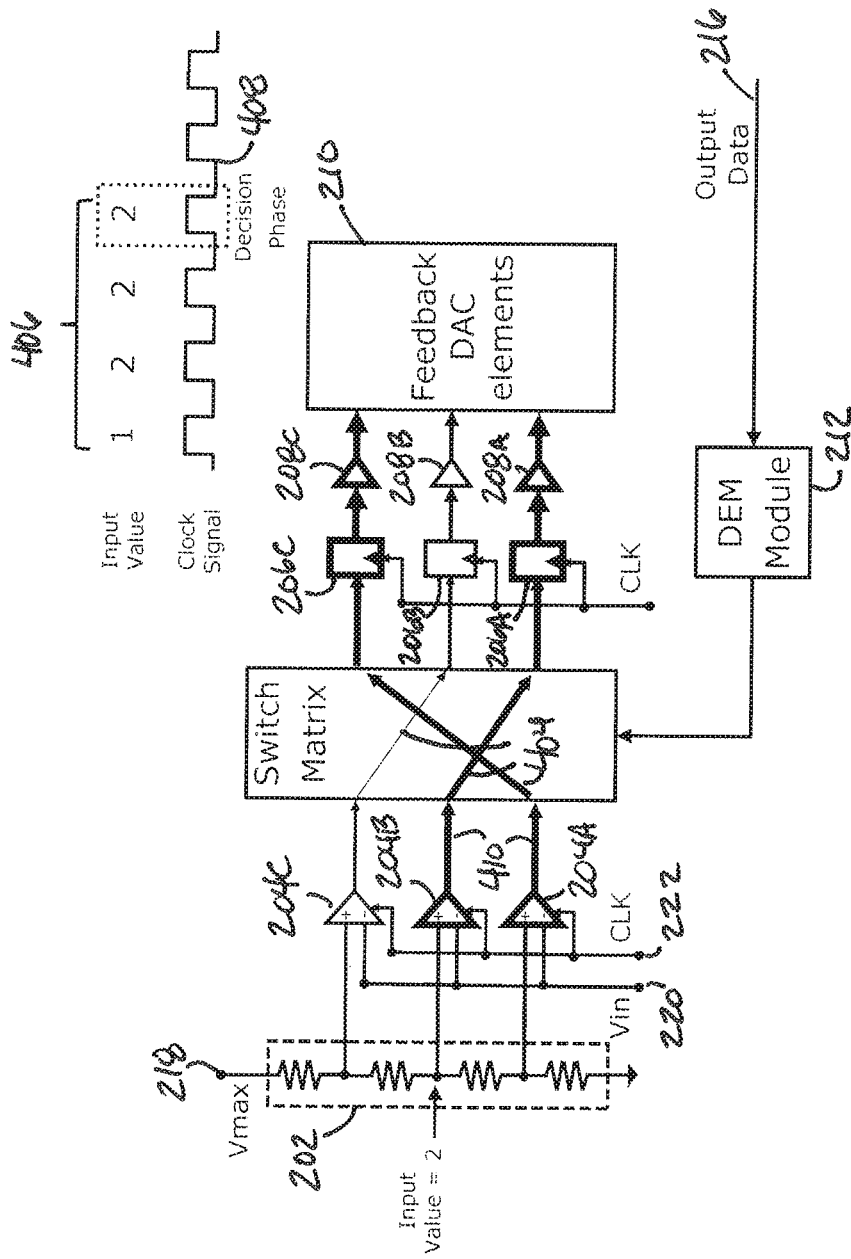 406
Input
Value
1 2 2 2
Clock
Signal
408
Decision
Phase
218
Vmax
202
Input
Value = 2
Vin
220
CLK
222
204C
204B
204A
410
Switch
Matrix
404
206C
206B
206A
CLK
208C
208B
208A
210
Feedback
DAC
elements
DEM
Module
212
Output
Data
216